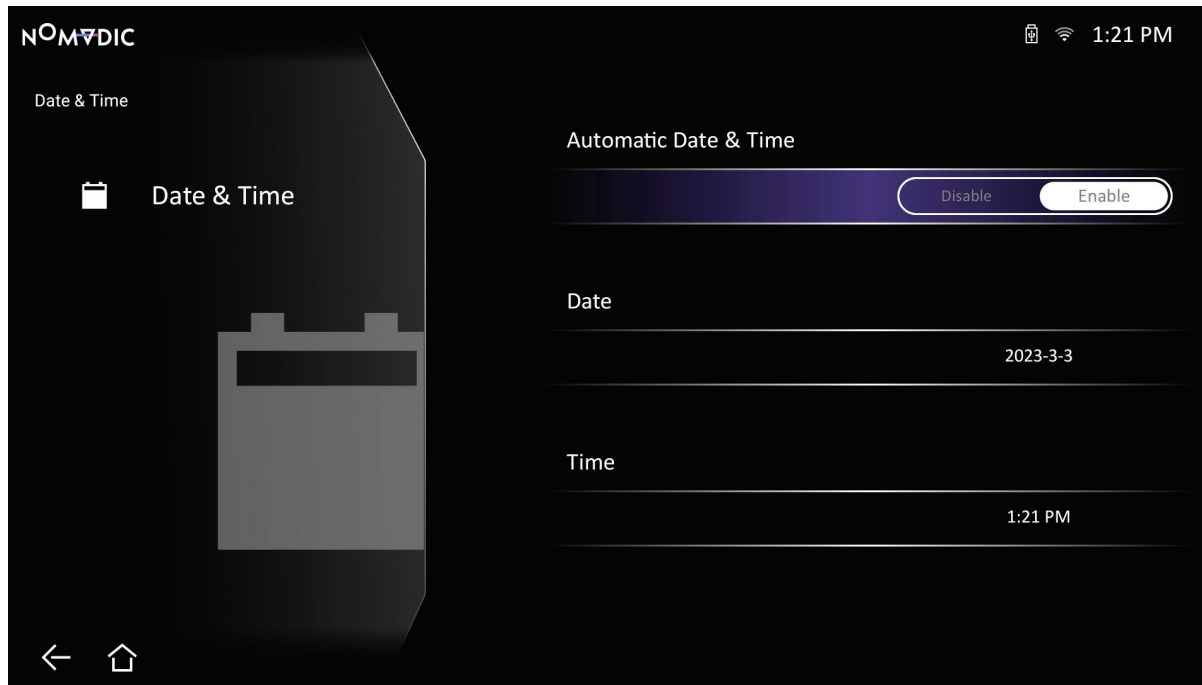 NOMADIC
1:21 PM
Date & Time
Date & Time
Automatic Date & Time
Disable
Enable
Date
2023-3-3
Time
1:21 PM